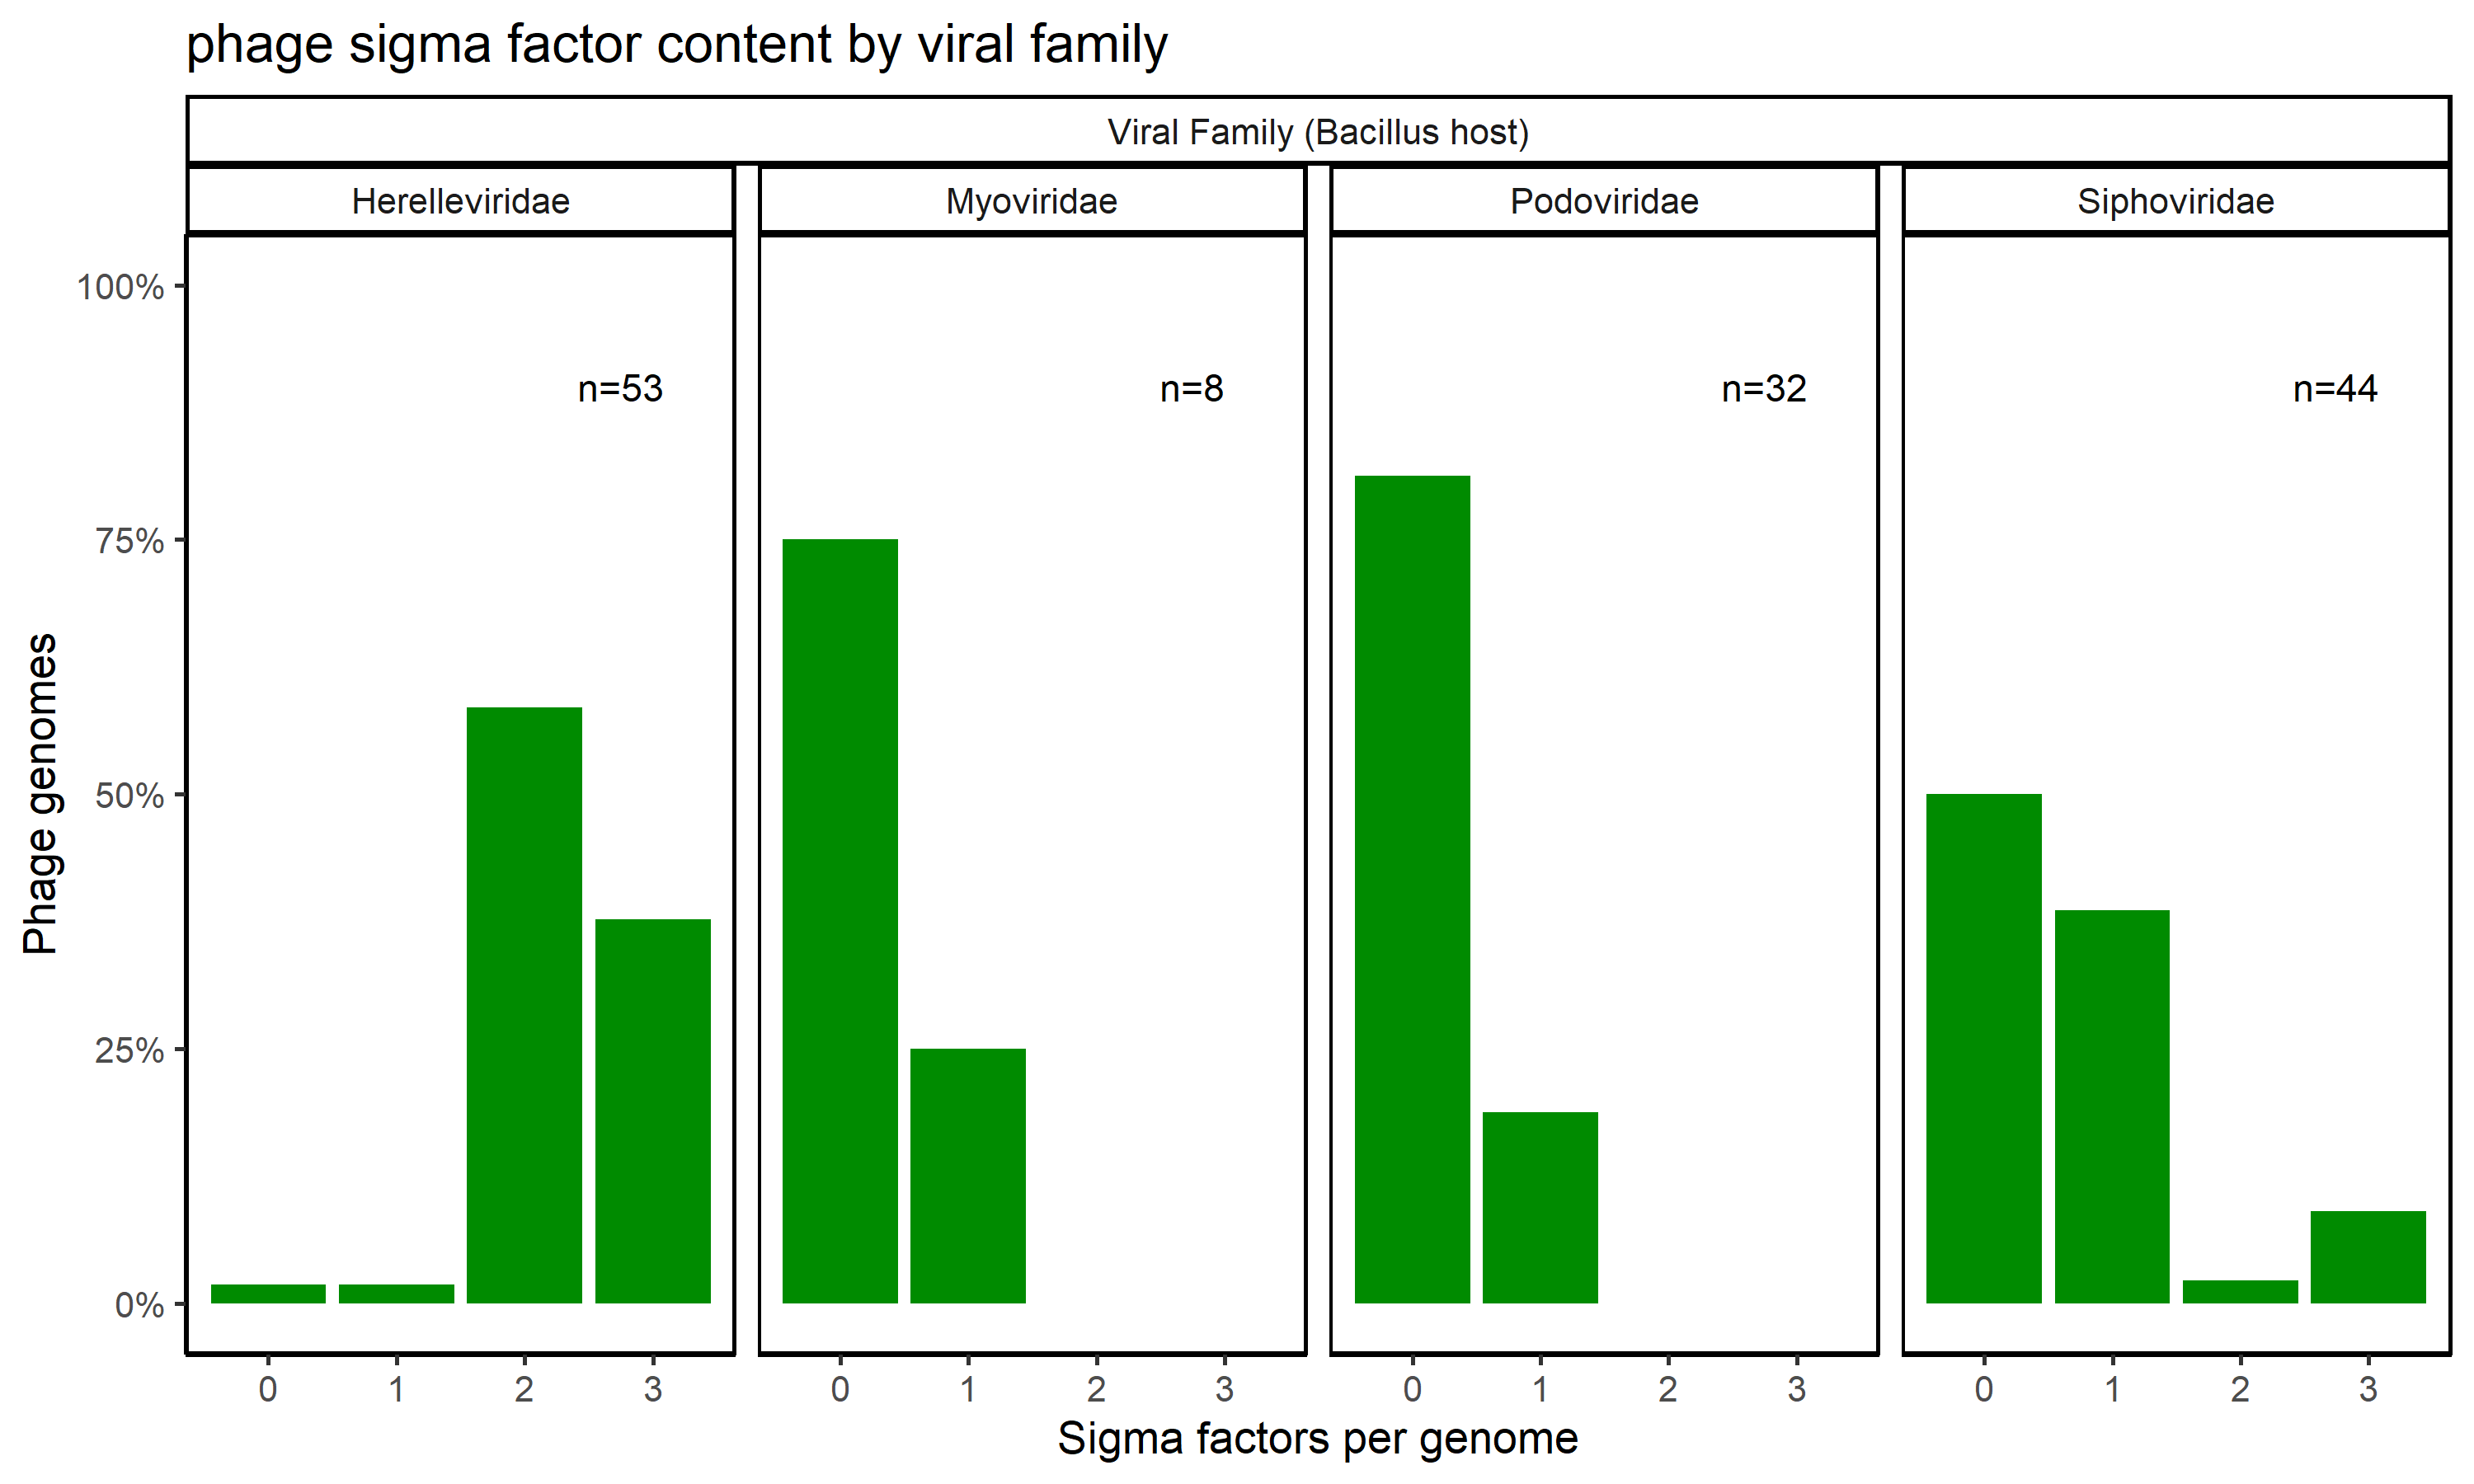 phage sigma factor content by viral family
Viral Family (Bacillus host)
Herelleviridae
Myoviridae
Podoviridae
Siphoviridae
Phage genomes
100%
75%
50%
25%
0%
n=53
n=8
n=32
n=44
0 1 2 3
0 1 2 3
0 1 2 3
0 1 2 3
Sigma factors per genome